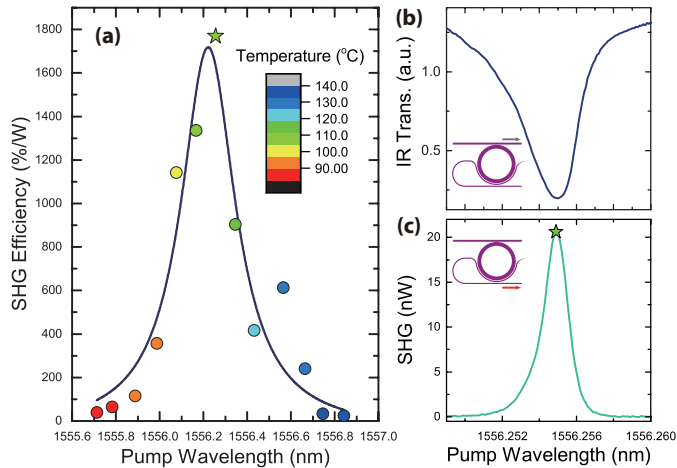 (a)
SHG Efficiency (%/W)
1800
1600
1400
1200
1000
800
600
400
200
0
1555.6 1555.8 1556.0 1556.2 1556.4 1556.6 1556.8 1557.0
Pump Wavelength (nm)
Temperature (°C)
140.0
130.0
120.0
110.0
100.0
90.00
(b)
IR Trans. (a.u.)
1.0
0.5
(c)
SHG (nW)
20
15
10
5
0
1556.252 1556.256 1556.260
Pump Wavelength (nm)